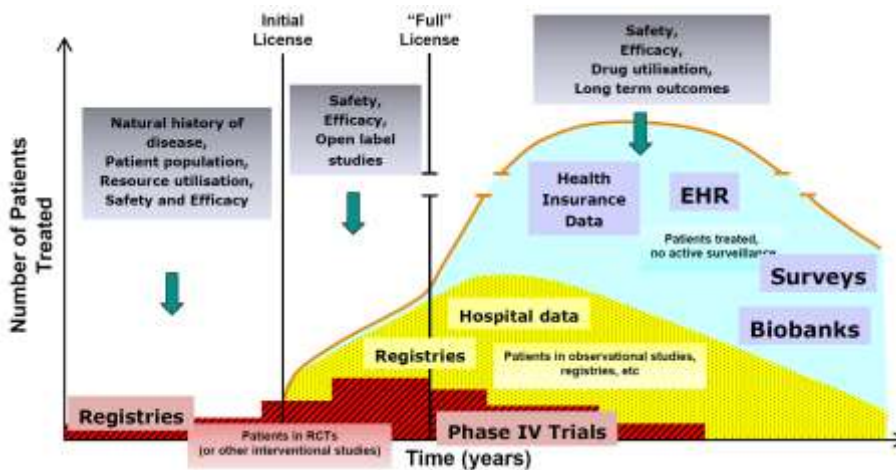 Initial
License
“Full”
License
Safety,
Efficacy,
Drug utilisation,
Long term outcomes
Natural history of
disease,
Patient population,
Resource utilisation,
Safety and Efficacy
Safety,
Efficacy,
Open label
studies
Number of Patients
Treated
Health
Insurance
Data
EHR
Patients treated,
no active surveillance
Surveys
Biobanks
Hospital data
Registries
Patients in observational studies,
registries, etc
Registries
Patients in RCTs
(or other interventional studies)
Phase IV Trials
Time (years)